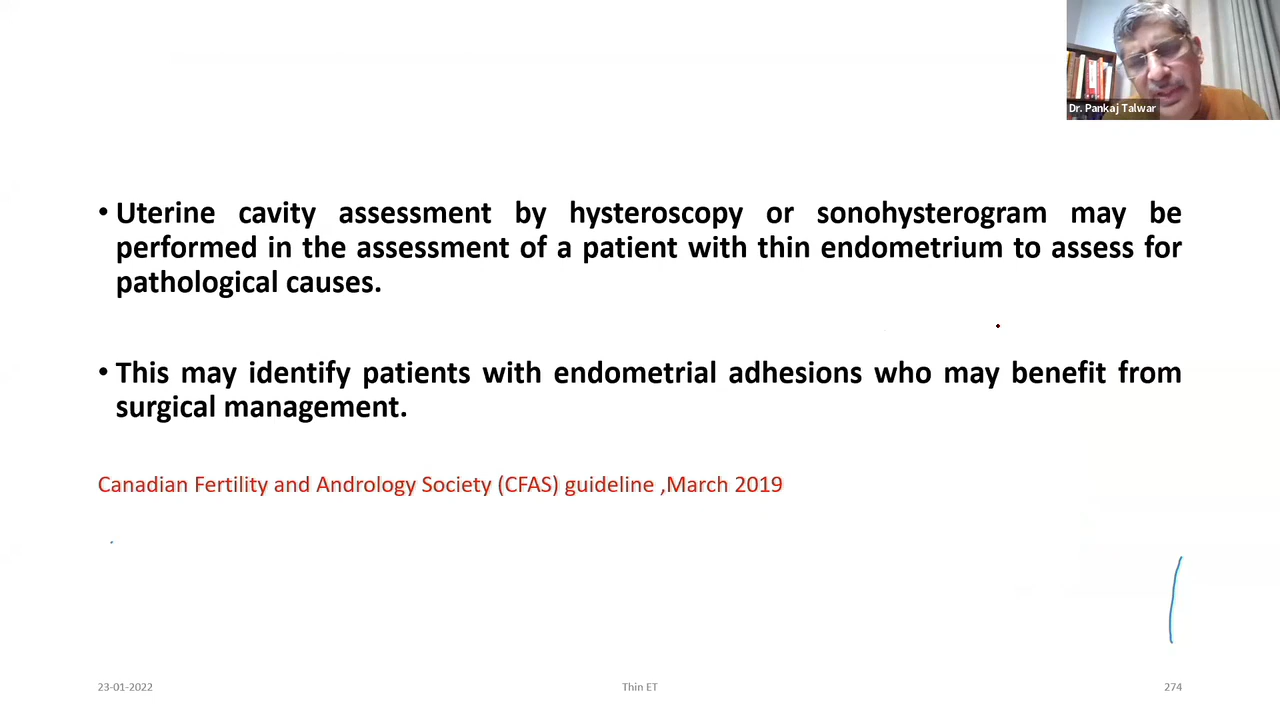 Dr. Pankaj Talwar
• Uterine cavity assessment by hysteroscopy or sonohysterogram may be
performed in the assessment of a patient with thin endometrium to assess for
pathological causes.
• This may identify patients with endometrial adhesions who may benefit from
surgical management.
Canadian Fertility and Andrology Society (CFAS) guideline ,March 2019
23-01-2022
Thin ET
274